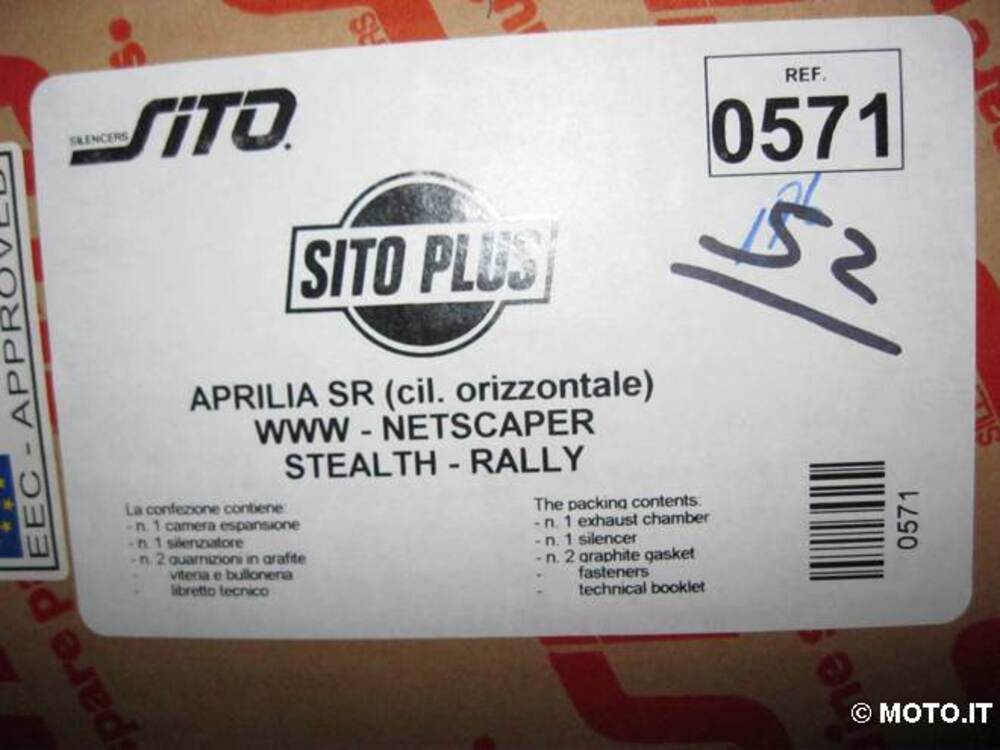 SILENCERS SITO.
REF.
0571
152
SITO PLUS
APRILIA SR (cil. orizzontale)
WWW - NETSCAPER
STEALTH - RALLY
La confezione contiene:
- n. 1 camera espansione
- n. 1 silenziatore
- n. 2 guarnizioni in grafite
- viteria e bulloneria
- libretto tecnico
The packing contents:
- n. 1 exhaust chamber
- n. 1 silencer
- n. 2 graphite gasket
- fasteners
- technical booklet
0571
EEC - APPROVED
© MOTO.IT